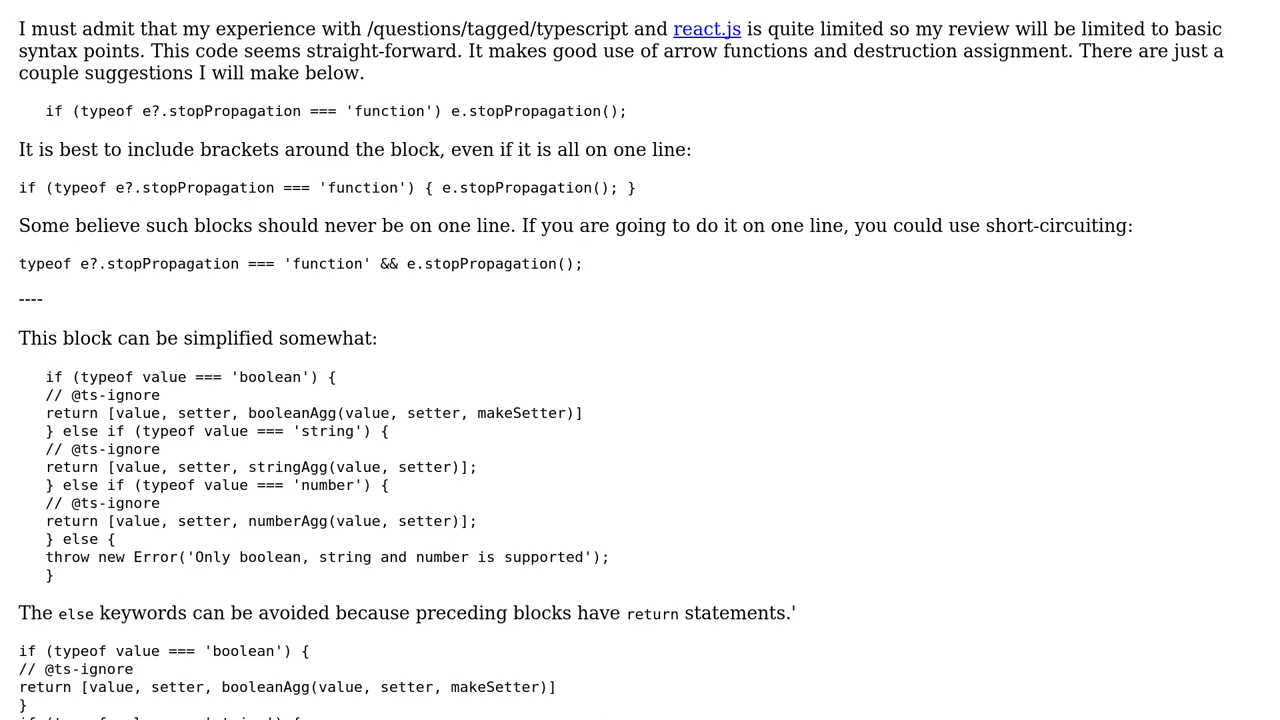 I must admit that my experience with /questions/tagged/typescript and react.js is quite limited so my review will be limited to basic
syntax points. This code seems straight-forward. It makes good use of arrow functions and destruction assignment. There are just a
couple suggestions I will make below.
if (typeof e?.stopPropagation === 'function') e.stopPropagation();
It is best to include brackets around the block, even if it is all on one line:
if (typeof e?.stopPropagation === 'function') { e.stopPropagation(); }
Some believe such blocks should never be on one line. If you are going to do it on one line, you could use short-circuiting:
typeof e?.stopPropagation === 'function' && e.stopPropagation();
----
This block can be simplified somewhat:
if (typeof value === 'boolean') {
// @ts-ignore
return [value, setter, booleanAgg(value, setter, makeSetter)]
} else if (typeof value === 'string') {
// @ts-ignore
return [value, setter, stringAgg(value, setter)];
} else if (typeof value === 'number') {
// @ts-ignore
return [value, setter, numberAgg(value, setter)];
} else {
throw new Error('Only boolean, string and number is supported');
}
The else keywords can be avoided because preceding blocks have return statements.'
if (typeof value === 'boolean') {
// @ts-ignore
return [value, setter, booleanAgg(value, setter, makeSetter)]
}